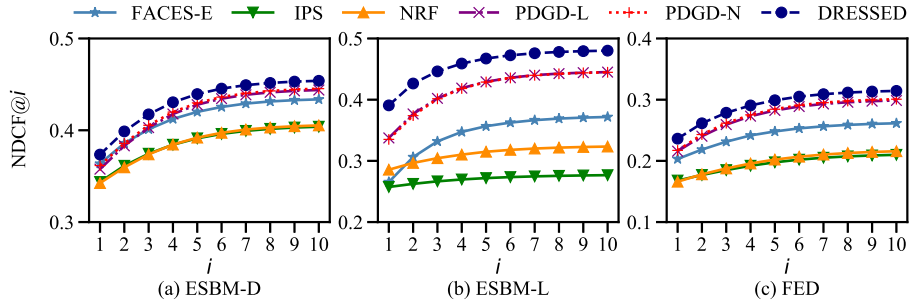 FACES-E IPS NRF PDGD-L PDGD-N DRESSED
NDCF@i
0.5
0.4
0.3
1 2 3 4 5 6 7 8 9 10
i
(a) ESBM-D
0.5
0.4
0.3
0.2
1 2 3 4 5 6 7 8 9 10
i
(b) ESBM-L
0.4
0.3
0.2
0.1
1 2 3 4 5 6 7 8 9 10
i
(c) FED